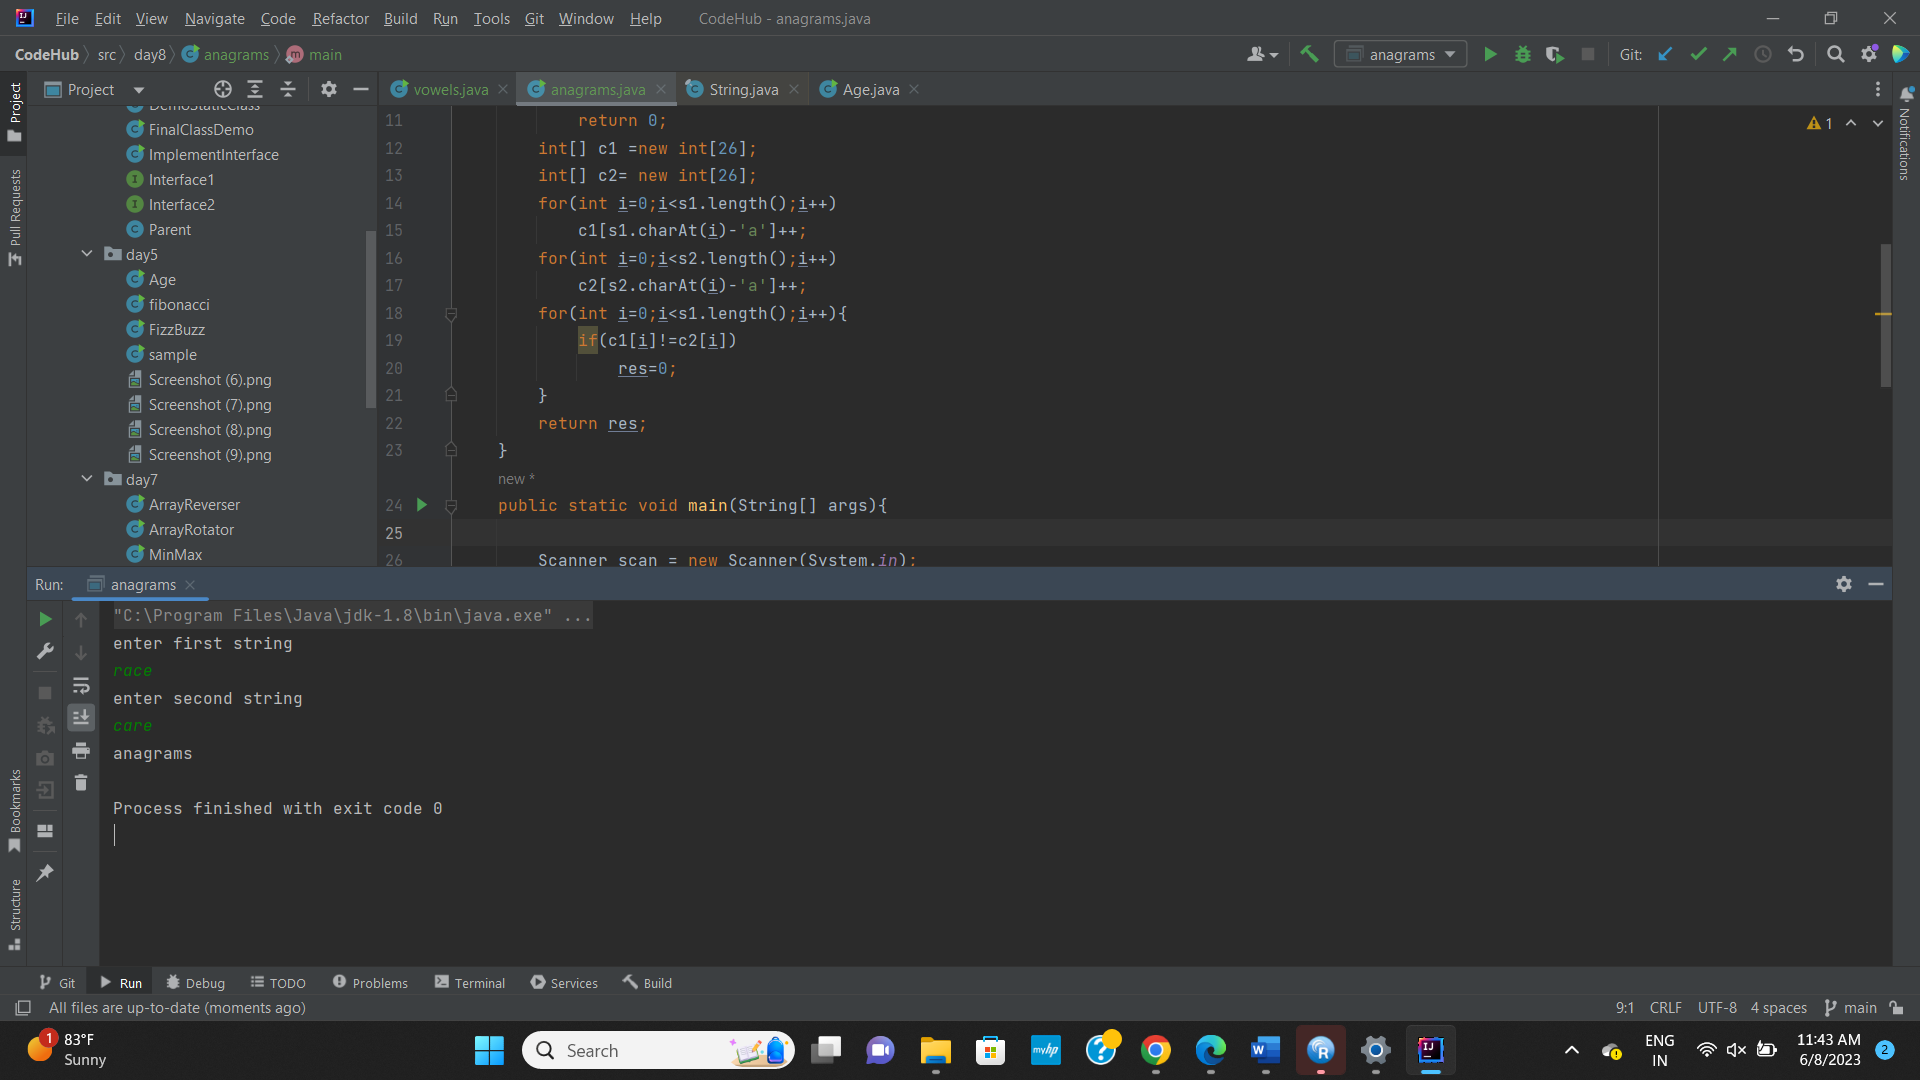 File Edit View Navigate Code Refactor Build Run Tools Git Window Help CodeHub - anagrams.java
CodeHub src day8 anagrams main
anagrams Git:
Project
vowels.java anagrams.java String.java Age.java
DemoStaticClass
FinalClassDemo
ImplementInterface
Interface1
Interface2
Parent
day5
Age
fibonacci
FizzBuzz
sample
Screenshot (6).png
Screenshot (7).png
Screenshot (8).png
Screenshot (9).png
day7
ArrayReverser
ArrayRotator
MinMax
11 return 0;
12 int[] c1 =new int[26];
13 int[] c2= new int[26];
14 for(int i=0;i<s1.length();i++)
15 c1[s1.charAt(i)-'a']++;
16 for(int i=0;i<s2.length();i++)
17 c2[s2.charAt(i)-'a']++;
18 for(int i=0;i<s1.length();i++){
19 if(c1[i]!=c2[i])
20 res=0;
21 }
22 return res;
23 }
new *
24 public static void main(String[] args){
25
26 Scanner scan = new Scanner(System.in);
1
Project
Pull Requests
Bookmarks
Structure
Notifications
Run: anagrams
"C:\Program Files\Java\jdk-1.8\bin\java.exe" ...
enter first string
race
enter second string
care
anagrams
Process finished with exit code 0
Git Run Debug TODO Problems Terminal Services Build
All files are up-to-date (moments ago) 9:1 CRLF UTF-8 4 spaces main
1
83°F
Sunny
Search
myhp
ENG
IN
11:43 AM
6/8/2023
2